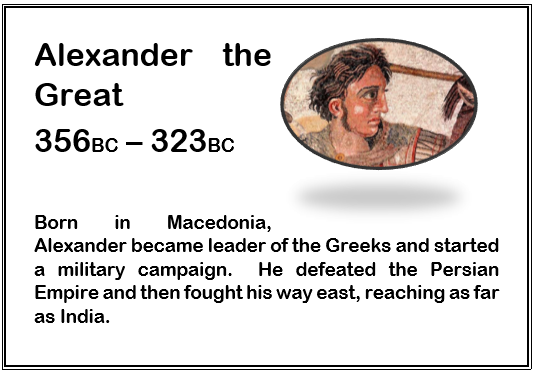 Alexander the
Great
356BC – 323BC
Born in Macedonia,
Alexander became leader of the Greeks and started
a military campaign. He defeated the Persian
Empire and then fought his way east, reaching as far
as India.